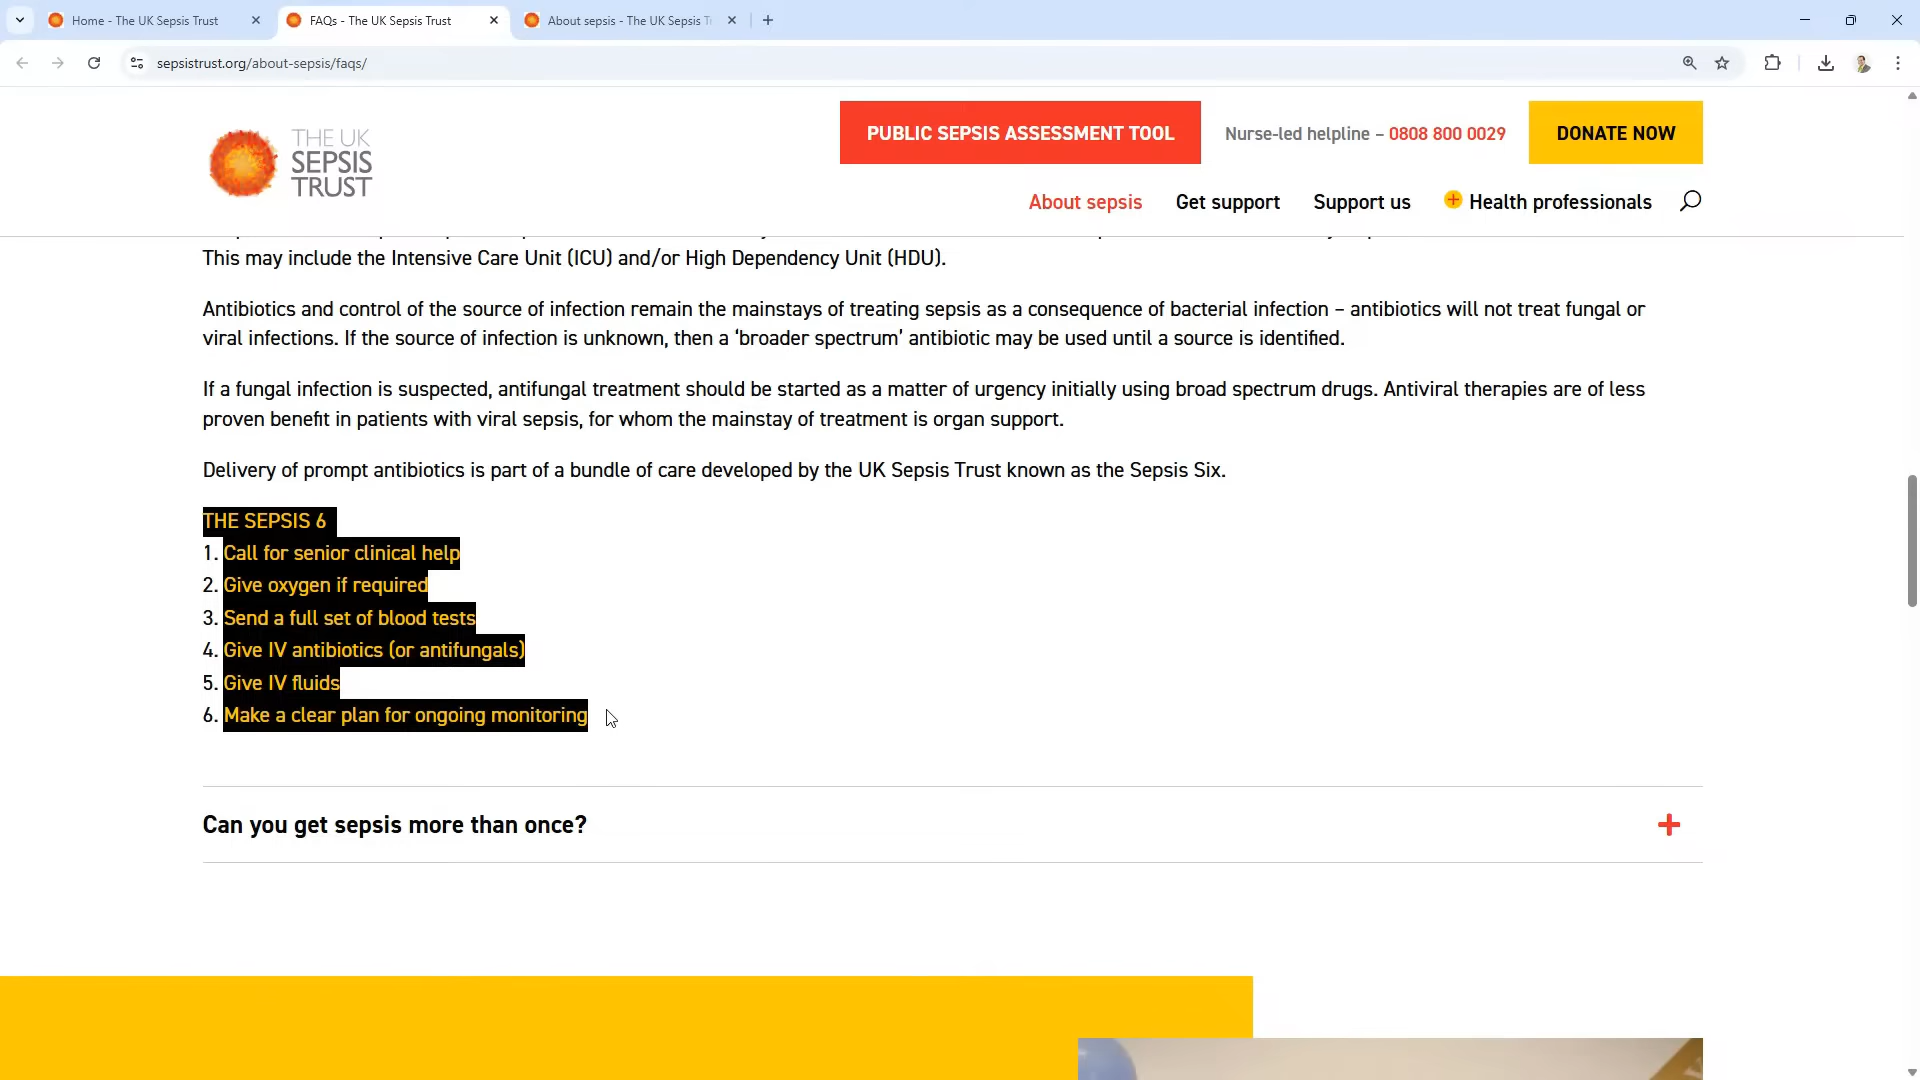 Home - The UK Sepsis Trust
FAQs - The UK Sepsis Trust
About sepsis - The UK Sepsis T
sepsistrust.org/about-sepsis/faqs/
THE UK
SEPSIS
TRUST
PUBLIC SEPSIS ASSESSMENT TOOL
Nurse-led helpline – 0808 800 0029
DONATE NOW
About sepsis
Get support
Support us
Health professionals
This may include the Intensive Care Unit (ICU) and/or High Dependency Unit (HDU).
Antibiotics and control of the source of infection remain the mainstays of treating sepsis as a consequence of bacterial infection – antibiotics will not treat fungal or
viral infections. If the source of infection is unknown, then a ‘broader spectrum’ antibiotic may be used until a source is identified.
If a fungal infection is suspected, antifungal treatment should be started as a matter of urgency initially using broad spectrum drugs. Antiviral therapies are of less
proven benefit in patients with viral sepsis, for whom the mainstay of treatment is organ support.
Delivery of prompt antibiotics is part of a bundle of care developed by the UK Sepsis Trust known as the Sepsis Six.
THE SEPSIS 6
1. Call for senior clinical help
2. Give oxygen if required
3. Send a full set of blood tests
4. Give IV antibiotics (or antifungals)
5. Give IV fluids
6. Make a clear plan for ongoing monitoring
Can you get sepsis more than once?